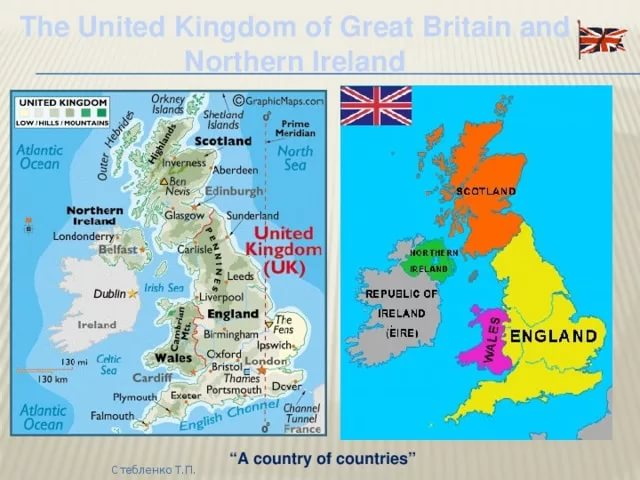 The United Kingdom of Great Britain and
Northern Ireland
UNITED KINGDOM
LOW / HILLS / MOUNTAINS
Orkney
Islands
©GraphicMaps.com
Shetland
Islands
Prime
Meridian
Outer Hebrides
Highlands
Scotland
Atlantic
Ocean
North
Sea
Inverness
Aberdeen
Ben
Nevis
Edinburgh
Northern
Ireland
Glasgow
Sunderland
Londonderry
Belfast
Carlisle
United
Kingdom
(UK)
PENNINES
Leeds
Irish Sea
Dublin
Liverpool
Ireland
England
Cambrian
Mts.
The
Fens
Birmingham
Ipswich
130 mi
130 km
Celtic
Sea
Wales
Oxford
London
Bristol
Cardiff
Thames
Dover
Plymouth
Exeter
Portsmouth
Atlantic
Ocean
Falmouth
English Channel
Channel
Tunnel
France
SCOTLAND
NORTHERN
IRELAND
REPUBLIC OF
IRELAND
(ÉIRE)
WALES
ENGLAND
“A country of countries”
Стебленко Т.П.